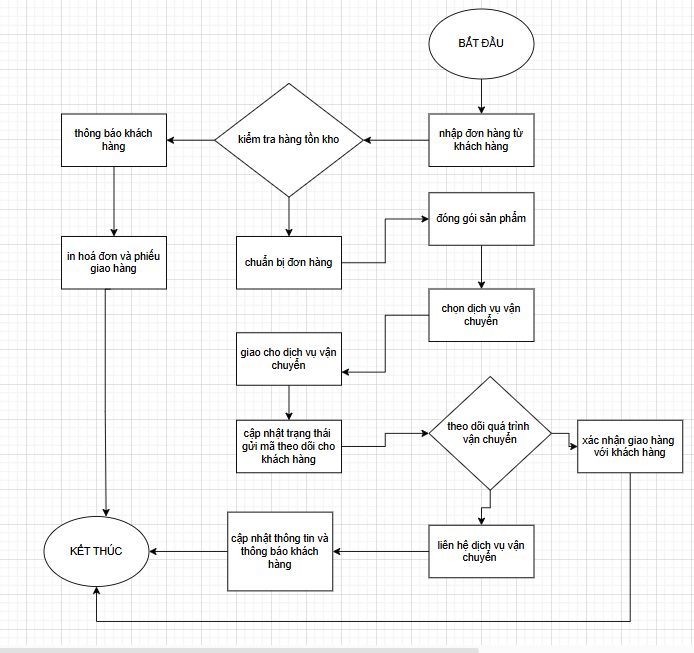 BẮT ĐẦU
nhập đơn hàng từ
khách hàng
kiểm tra hàng tồn kho
thông báo khách
hàng
in hoá đơn và phiếu
giao hàng
chuẩn bị đơn hàng
đóng gói sản phẩm
chọn dịch vụ vận
chuyển
giao cho dịch vụ vận
chuyển
cập nhật trạng thái
gửi mã theo dõi cho
khách hàng
theo dõi quá trình
vận chuyển
xác nhận giao hàng
với khách hàng
liên hệ dịch vụ vận
chuyển
cập nhật thông tin và
thông báo khách
hàng
KẾT THÚC